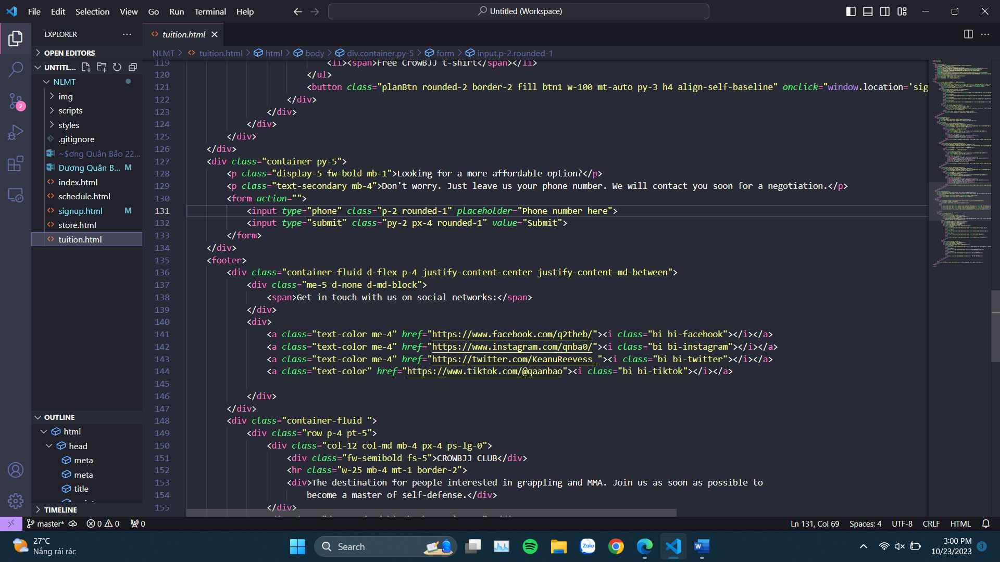 File Edit Selection View Go Run Terminal Help
Untitled (Workspace)
EXPLORER
tuition.html
OPEN EDITORS
UNTITL...
NLMT
img
scripts
styles
.gitignore
~$ơng Quân Bảo 22...
Dương Quân B... M
index.html
schedule.html
signup.html M
store.html
tuition.html
OUTLINE
html
head
meta
meta
title
TIMELINE
2
NLMT > tuition.html > html > body > div.container.py-5 > form > input.p-2.rounded-1
119 <li><span>Free CrowBJJ t-shirt</span></li>
120 </ul>
121 <button class="planBtn rounded-2 border-2 fill btn1 w-100 mt-auto py-3 h4 align-self-baseline" onclick="window.location='sig
122 </div>
123 </div>
124 </div>
125 </div>
126 </div>
127 <div class="container py-5">
128 <p class="display-5 fw-bold mb-1">Looking for a more affordable option?</p>
129 <p class="text-secondary mb-4">Don't worry. Just leave us your phone number. We will contact you soon for a negotiation.</p>
130 <form action="">
131 <input type="phone" class="p-2 rounded-1" placeholder="Phone number here">
132 <input type="submit" class="py-2 px-4 rounded-1" value="Submit">
133 </form>
134 </div>
135 <footer>
136 <div class="container-fluid d-flex p-4 justify-content-center justify-content-md-between">
137 <div class="me-5 d-none d-md-block">
138 <span>Get in touch with us on social networks:</span>
139 </div>
140 <div>
141 <a class="text-color me-4" href="https://www.facebook.com/q2theb/"><i class="bi bi-facebook"></i></a>
142 <a class="text-color me-4" href="https://www.instagram.com/qnba0/"><i class="bi bi-instagram"></i></a>
143 <a class="text-color me-4" href="https://twitter.com/KeanuReevess_"><i class="bi bi-twitter"></i></a>
144 <a class="text-color" href="https://www.tiktok.com/@qaanbao"><i class="bi bi-tiktok"></i></a>
145
146 </div>
147 </div>
148 <div class="container-fluid ">
149 <div class="row p-4 pt-5">
150 <div class="col-12 col-md mb-4 px-4 ps-lg-0">
151 <div class="fw-semibold fs-5">CROWBJJ CLUB</div>
152 <hr class="w-25 mb-4 mt-1 border-2">
153 <div>The destination for people interested in grappling and MMA. Join us as soon as possible to
154 become a master of self-defense.</div>
155 </div>
master* 0 0 0
Ln 131, Col 69 Spaces: 4 UTF-8 CRLF HTML
27°C
Nắng rải rác
Search
Zalo
3:00 PM
10/23/2023
3